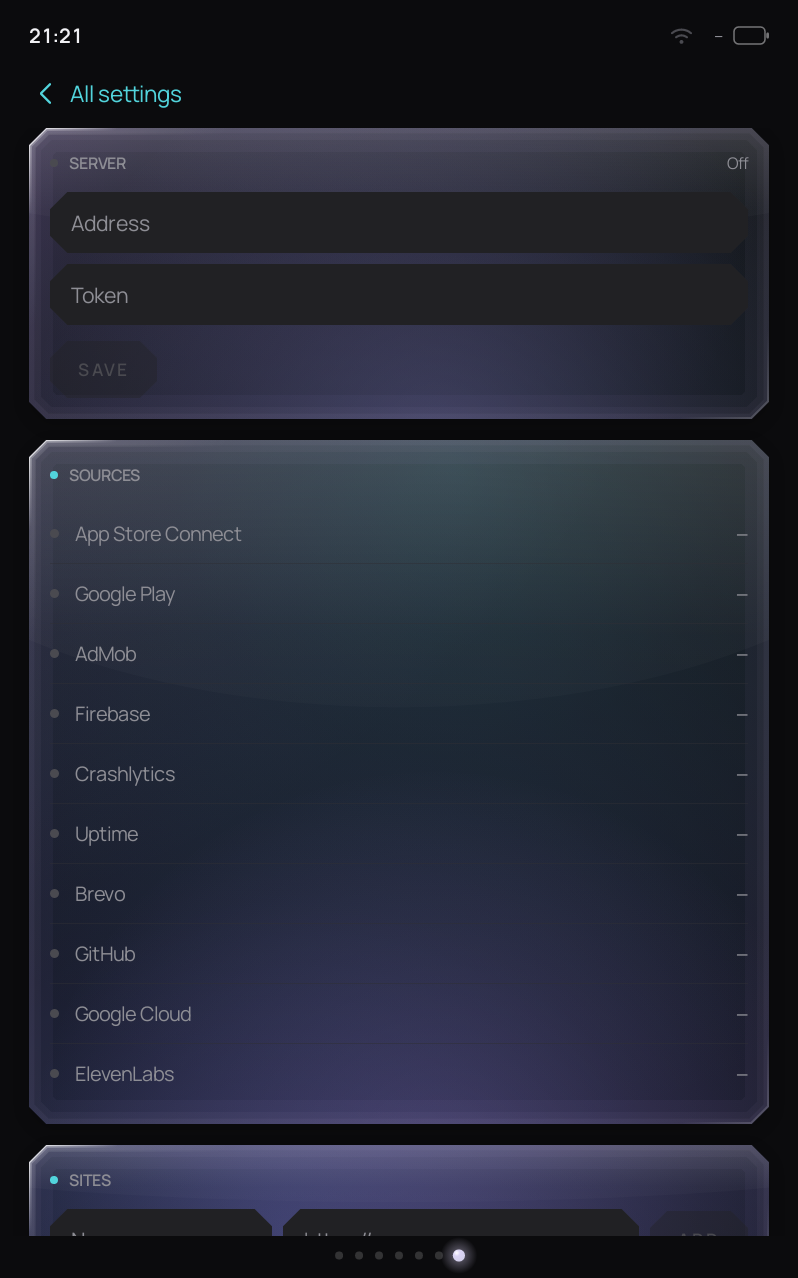 21:21
–
All settings
SERVER Off
Address
Token
SAVE
SOURCES
App Store Connect –
Google Play –
AdMob –
Firebase –
Crashlytics –
Uptime –
Brevo –
GitHub –
Google Cloud –
ElevenLabs –
SITES